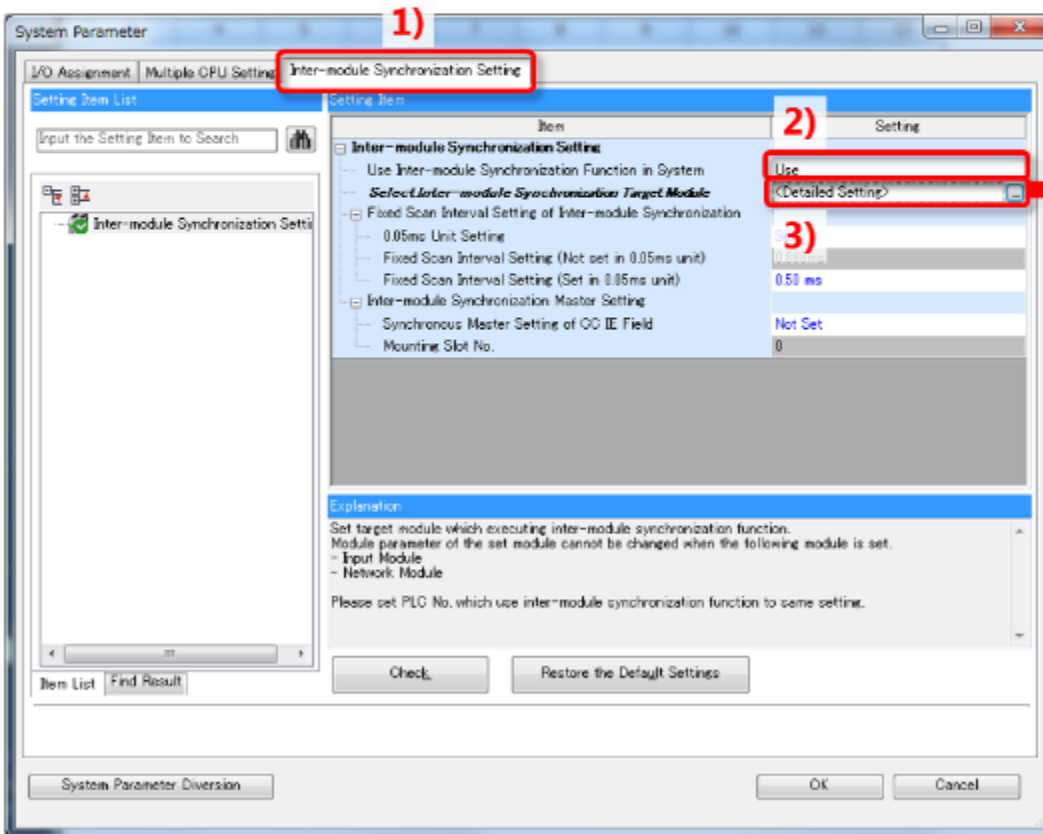 1)
System Parameter
I/O Assignment Multiple CPU Setting Inter-module Synchronization Setting
Setting Item List
Setting Item
Input the Setting Item to Search
Item 2) Setting
Inter-module Synchronization Setting
Use Inter-module Synchronization Function in System Use
Select Inter-module Synchronization Target Module <Detailed Setting>
Fixed Scan Interval Setting of Inter-module Synchronization
0.05ms Unit Setting 3)
Fixed Scan Interval Setting (Not set in 0.05ms unit)
Fixed Scan Interval Setting (Set in 0.05ms unit) 0.50 ms
Inter-module Synchronization Master Setting
Synchronous Master Setting of CC IE Field Not Set
Mounting Slot No. 0
Inter-module Synchronization Setti
Explanation
Set target module which executing inter-module synchronization function.
Module parameter of the set module cannot be changed when the following module is set.
- Input Module
- Network Module
Please set PLC No. which use inter-module synchronization function to same setting.
Item List Find Result
Check Restore the Default Settings
System Parameter Diversion OK Cancel